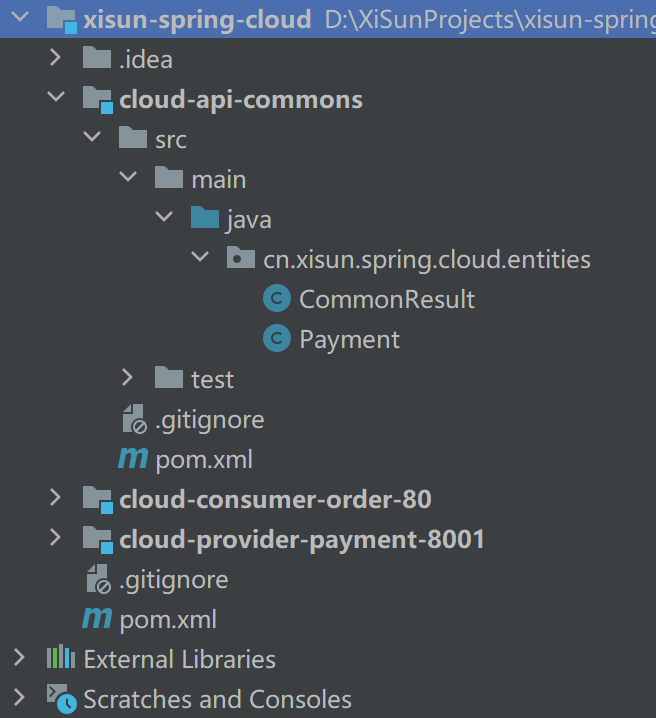 xisun-spring-cloud D:\XiSunProjects\xisun-spring
.idea
cloud-api-commons
src
main
java
cn.xisun.spring.cloud.entities
C CommonResult
C Payment
test
.gitignore
m pom.xml
cloud-consumer-order-80
cloud-provider-payment-8001
.gitignore
m pom.xml
External Libraries
Scratches and Consoles